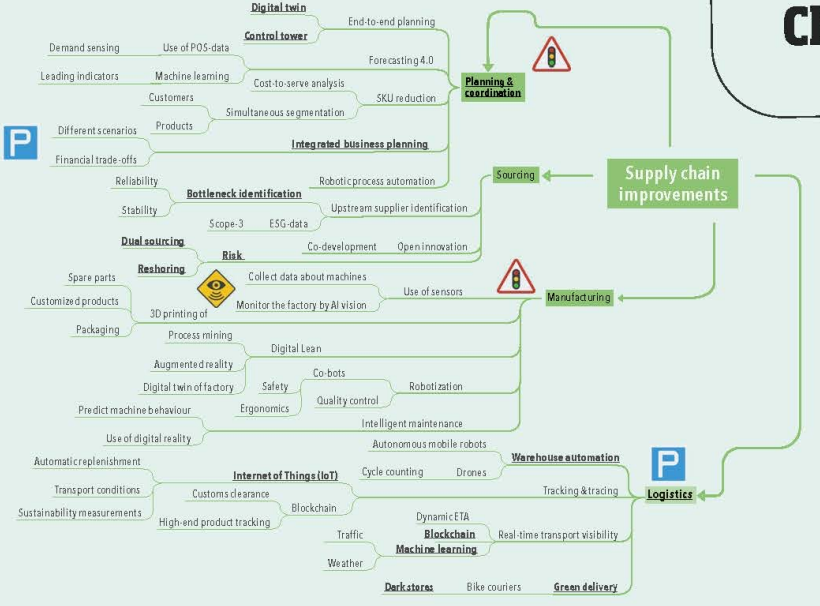 Digital twin
End-to-end planning
Control tower
Demand sensing
Use of POS-data
Forecasting 4.0
Leading indicators
Machine learning
Cost-to-serve analysis
Planning &
coordination
Customers
SKU reduction
Simultaneous segmentation
Products
P
Different scenarios
Integrated business planning
Financial trade-offs
Robotic process automation
Sourcing
Supply chain
improvements
Reliability
Bottleneck identification
Upstream supplier identification
Stability
Scope-3
ESG-data
Dual sourcing
Co-development
Open innovation
Risk
Reshoring
Spare parts
Collect data about machines
Use of sensors
Manufacturing
Customized products
Monitor the factory by AI vision
3D printing of
Packaging
Process mining
Digital Lean
Augmented reality
Co-bots
Digital twin of factory
Safety
Robotization
Quality control
Ergonomics
Predict machine behaviour
Intelligent maintenance
Use of digital reality
Autonomous mobile robots
Warehouse automation
P
Automatic replenishment
Cycle counting
Drones
Internet of Things (IoT)
Transport conditions
Customs clearance
Tracking & tracing
Logistics
Blockchain
Sustainability measurements
High-end product tracking
Dynamic ETA
Traffic
Blockchain
Real-time transport visibility
Machine learning
Weather
Dark stores
Bike couriers
Green delivery